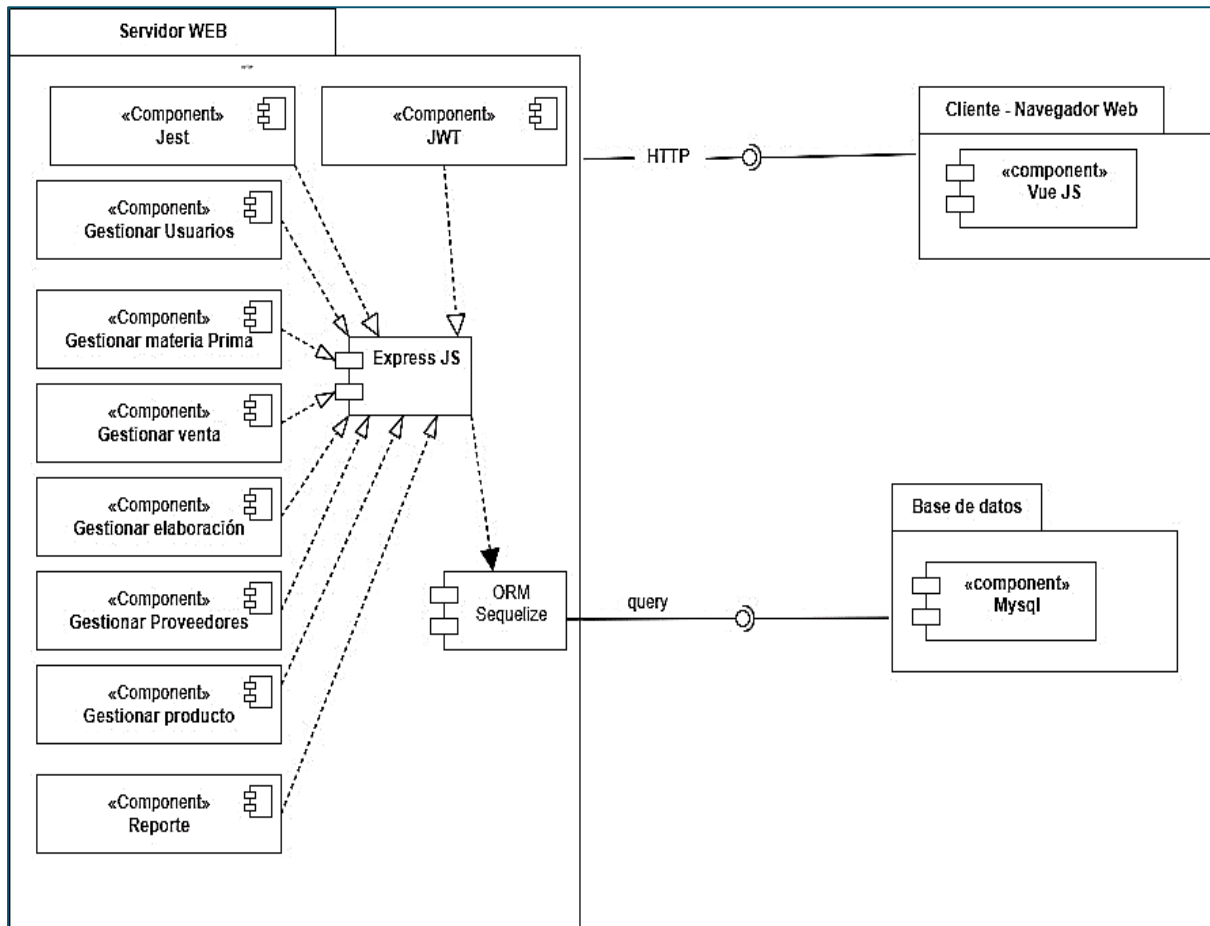 Servidor WEB
«Component»
Jest
«Component»
JWT
«Component»
Gestionar Usuarios
«Component»
Gestionar materia Prima
«Component»
Gestionar venta
«Component»
Gestionar elaboración
«Component»
Gestionar Proveedores
«Component»
Gestionar producto
«Component»
Reporte
Express JS
ORM
Sequelize
HTTP
query
Cliente - Navegador Web
«component»
Vue JS
Base de datos
«component»
Mysql